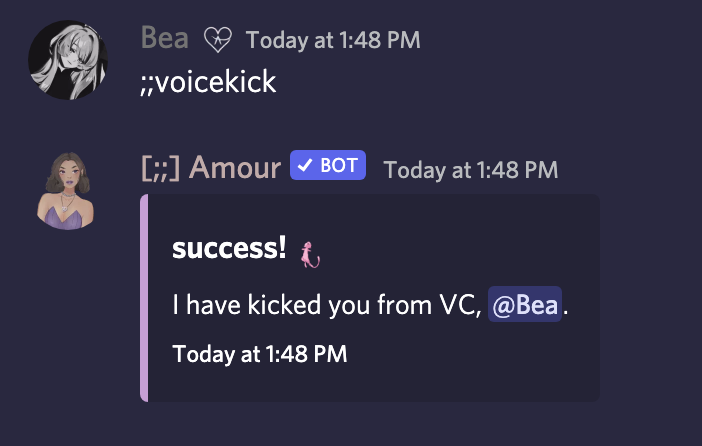 Bea Today at 1:48 PM
;;voicekick
[;;] Amour BOT Today at 1:48 PM
success!
I have kicked you from VC, @Bea.
Today at 1:48 PM